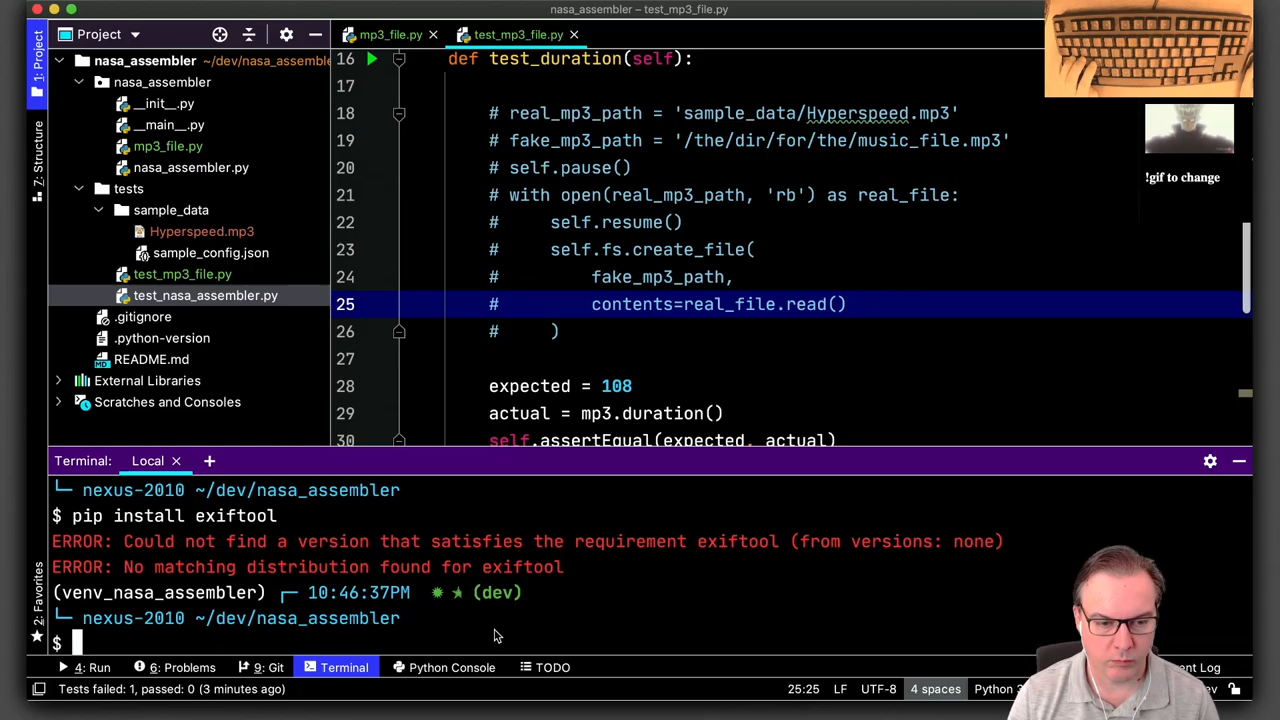 nasa_assembler – test_mp3_file.py
Project
mp3_file.py
test_mp3_file.py
1: Project
7: Structure
2: Favorites
nasa_assembler ~/dev/nasa_assemble
nasa_assembler
__init__.py
__main__.py
mp3_file.py
nasa_assembler.py
tests
sample_data
Hyperspeed.mp3
sample_config.json
test_mp3_file.py
test_nasa_assembler.py
.gitignore
.python-version
README.md
External Libraries
Scratches and Consoles
16 def test_duration(self):
17
18 # real_mp3_path = 'sample_data/Hyperspeed.mp3'
19 # fake_mp3_path = '/the/dir/for/the/music_file.mp3'
20 # self.pause()
21 # with open(real_mp3_path, 'rb') as real_file:
22 #     self.resume()
23 #     self.fs.create_file(
24 #         fake_mp3_path,
25 #         contents=real_file.read()
26 #     )
27
28 expected = 108
29 actual = mp3.duration()
30 self.assertEqual(expected, actual)
!gif to change
Terminal: Local
nexus-2010 ~/dev/nasa_assembler
$ pip install exiftool
ERROR: Could not find a version that satisfies the requirement exiftool (from versions: none)
ERROR: No matching distribution found for exiftool
(venv_nasa_assembler) 10:46:37PM (dev)
nexus-2010 ~/dev/nasa_assembler
$
4: Run 6: Problems 9: Git Terminal Python Console TODO nt Log
Tests failed: 1, passed: 0 (3 minutes ago) 25:25 LF UTF-8 4 spaces Python